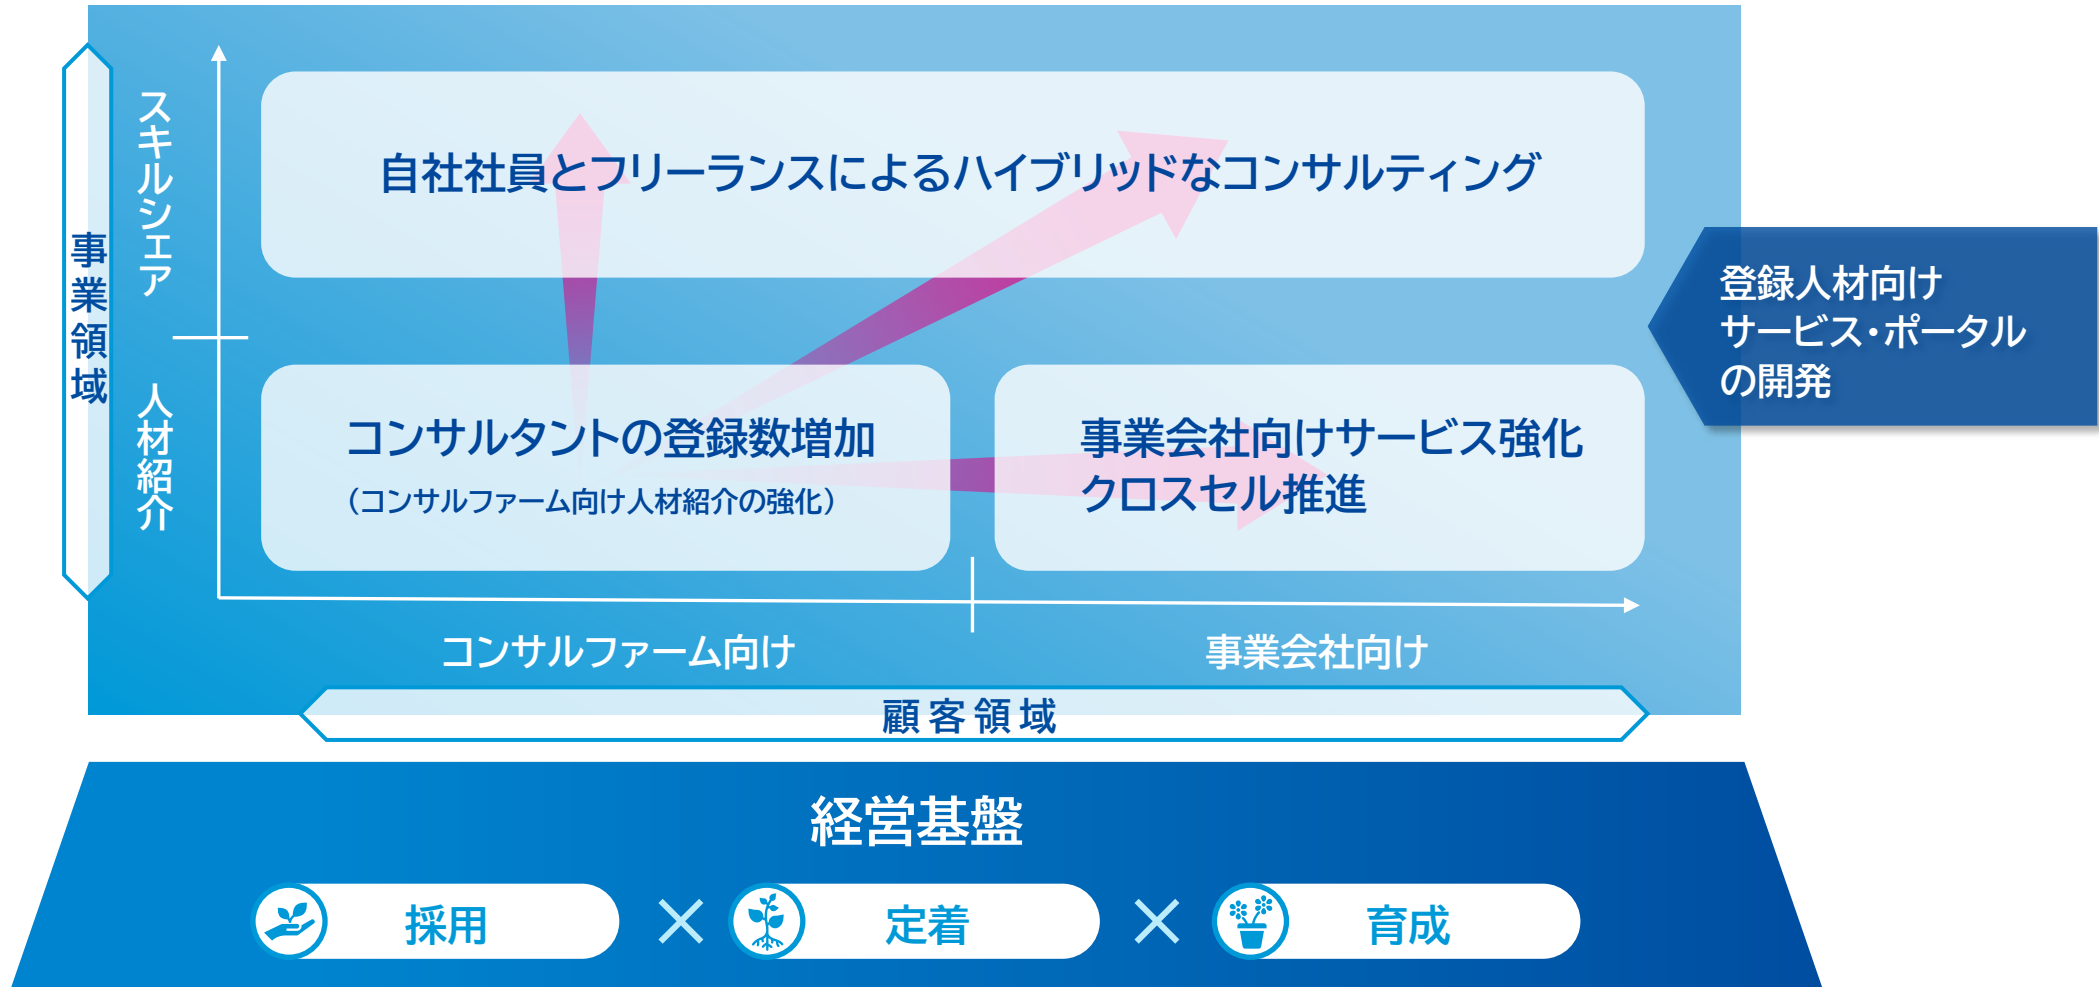 事業領域
スキルシェア
人材紹介
自社社員とフリーランスによるハイブリッドなコンサルティング
コンサルタントの登録数増加
（コンサルファーム向け人材紹介の強化）
事業会社向けサービス強化
クロスセル推進
登録人材向け
サービス・ポータル
の開発
コンサルファーム向け
事業会社向け
顧客領域
経営基盤
採用
×
定着
×
育成